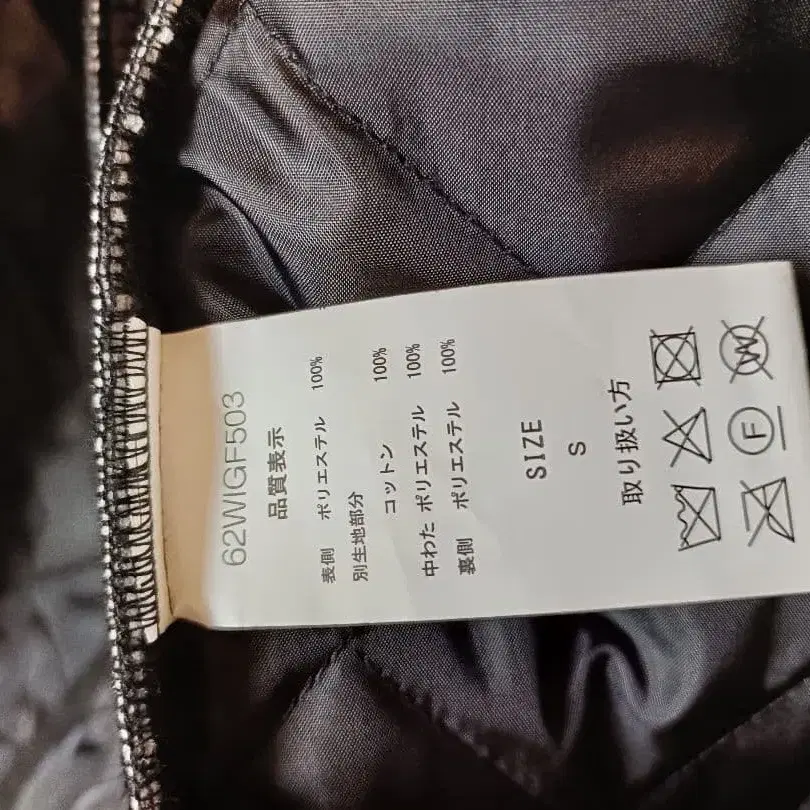 62WIGF503
品質表示
表側 ポリエステル 100%
別生地部分
コットン 100%
中わた ポリエステル 100%
裏側 ポリエステル 100%
SIZE
S
取り扱い方
F
W